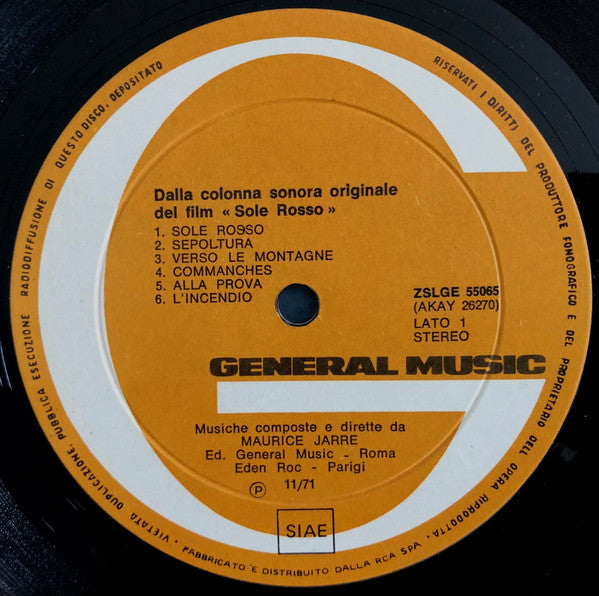 RISERVATI I DIRITTI DEL PRODUTTORE FONOGRAFICO E DEL PROPRIETARIO DELL'OPERA RIPRODOTTA - VIETATO DUPLICAZIONE, PUBBLICA ESECUZIONE RADIODIFFUSIONE DI QUESTO DISCO. DEPOSITATO
Dalla colonna sonora originale
del film « Sole Rosso »
1. SOLE ROSSO
2. SEPOLTURA
3. VERSO LE MONTAGNE
4. COMMANCHES
5. ALLA PROVA
6. L'INCENDIO
ZSLGE 55065
(AKAY 26270)
LATO 1
STEREO
GENERAL MUSIC
Musiche composte e dirette da
MAURICE JARRE
Ed. General Music - Roma
Eden Roc - Parigi
Ⓟ 11/71
SIAE
FABBRICATO E DISTRIBUITO DALLA RCA SpA.